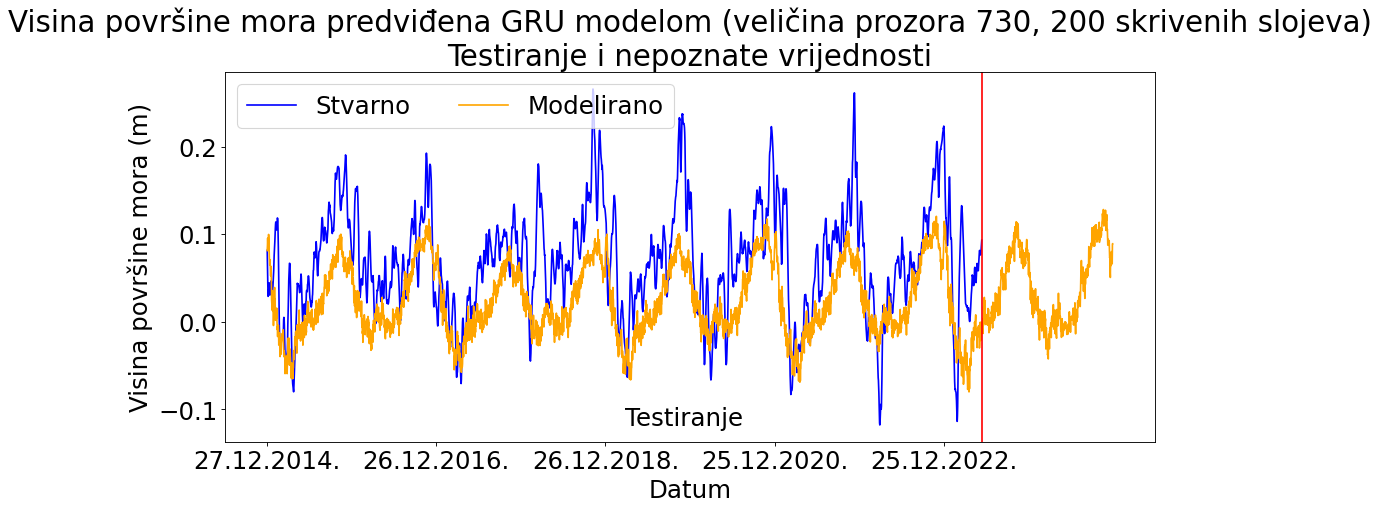 Visina površine mora predviđena GRU modelom (veličina prozora 730, 200 skrivenih slojeva)
Testiranje i nepoznate vrijednosti
Stvarno
Modelirano
Visina površine mora (m)
0.2
0.1
0.0
−0.1
Testiranje
27.12.2014.
26.12.2016.
26.12.2018.
25.12.2020.
25.12.2022.
Datum